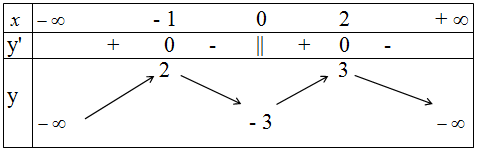 x – ∞ - 1 0 2 + ∞
y' + 0 - || + 0 -
2 3
y
– ∞ - 3 – ∞